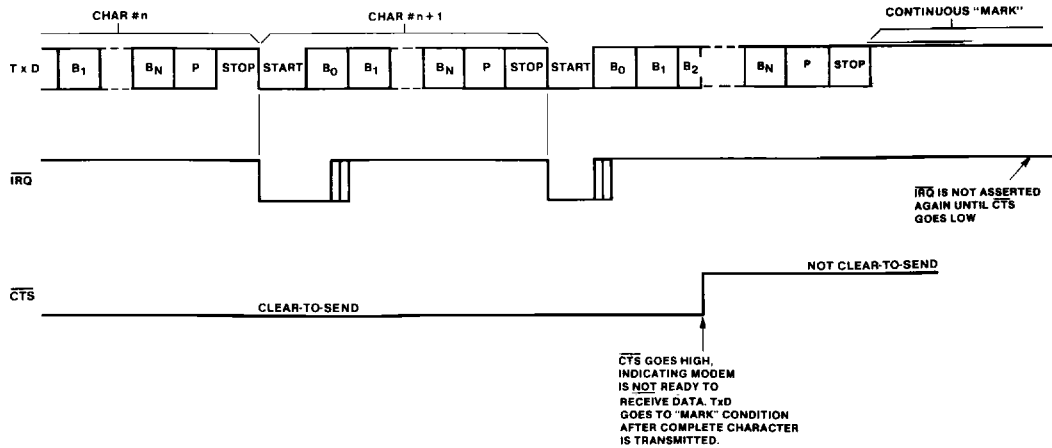 CHAR #n
CHAR #n + 1
CONTINUOUS "MARK"
TxD B1 BN P STOP START B0 B1 BN P STOP START B0 B1 B2 BN P STOP
IRQ
IRQ IS NOT ASSERTED
AGAIN UNTIL CTS
GOES LOW
NOT CLEAR-TO-SEND
CTS
CLEAR-TO-SEND
CTS GOES HIGH,
INDICATING MODEM
IS NOT READY TO
RECEIVE DATA. TxD
GOES TO "MARK" CONDITION
AFTER COMPLETE CHARACTER
IS TRANSMITTED.